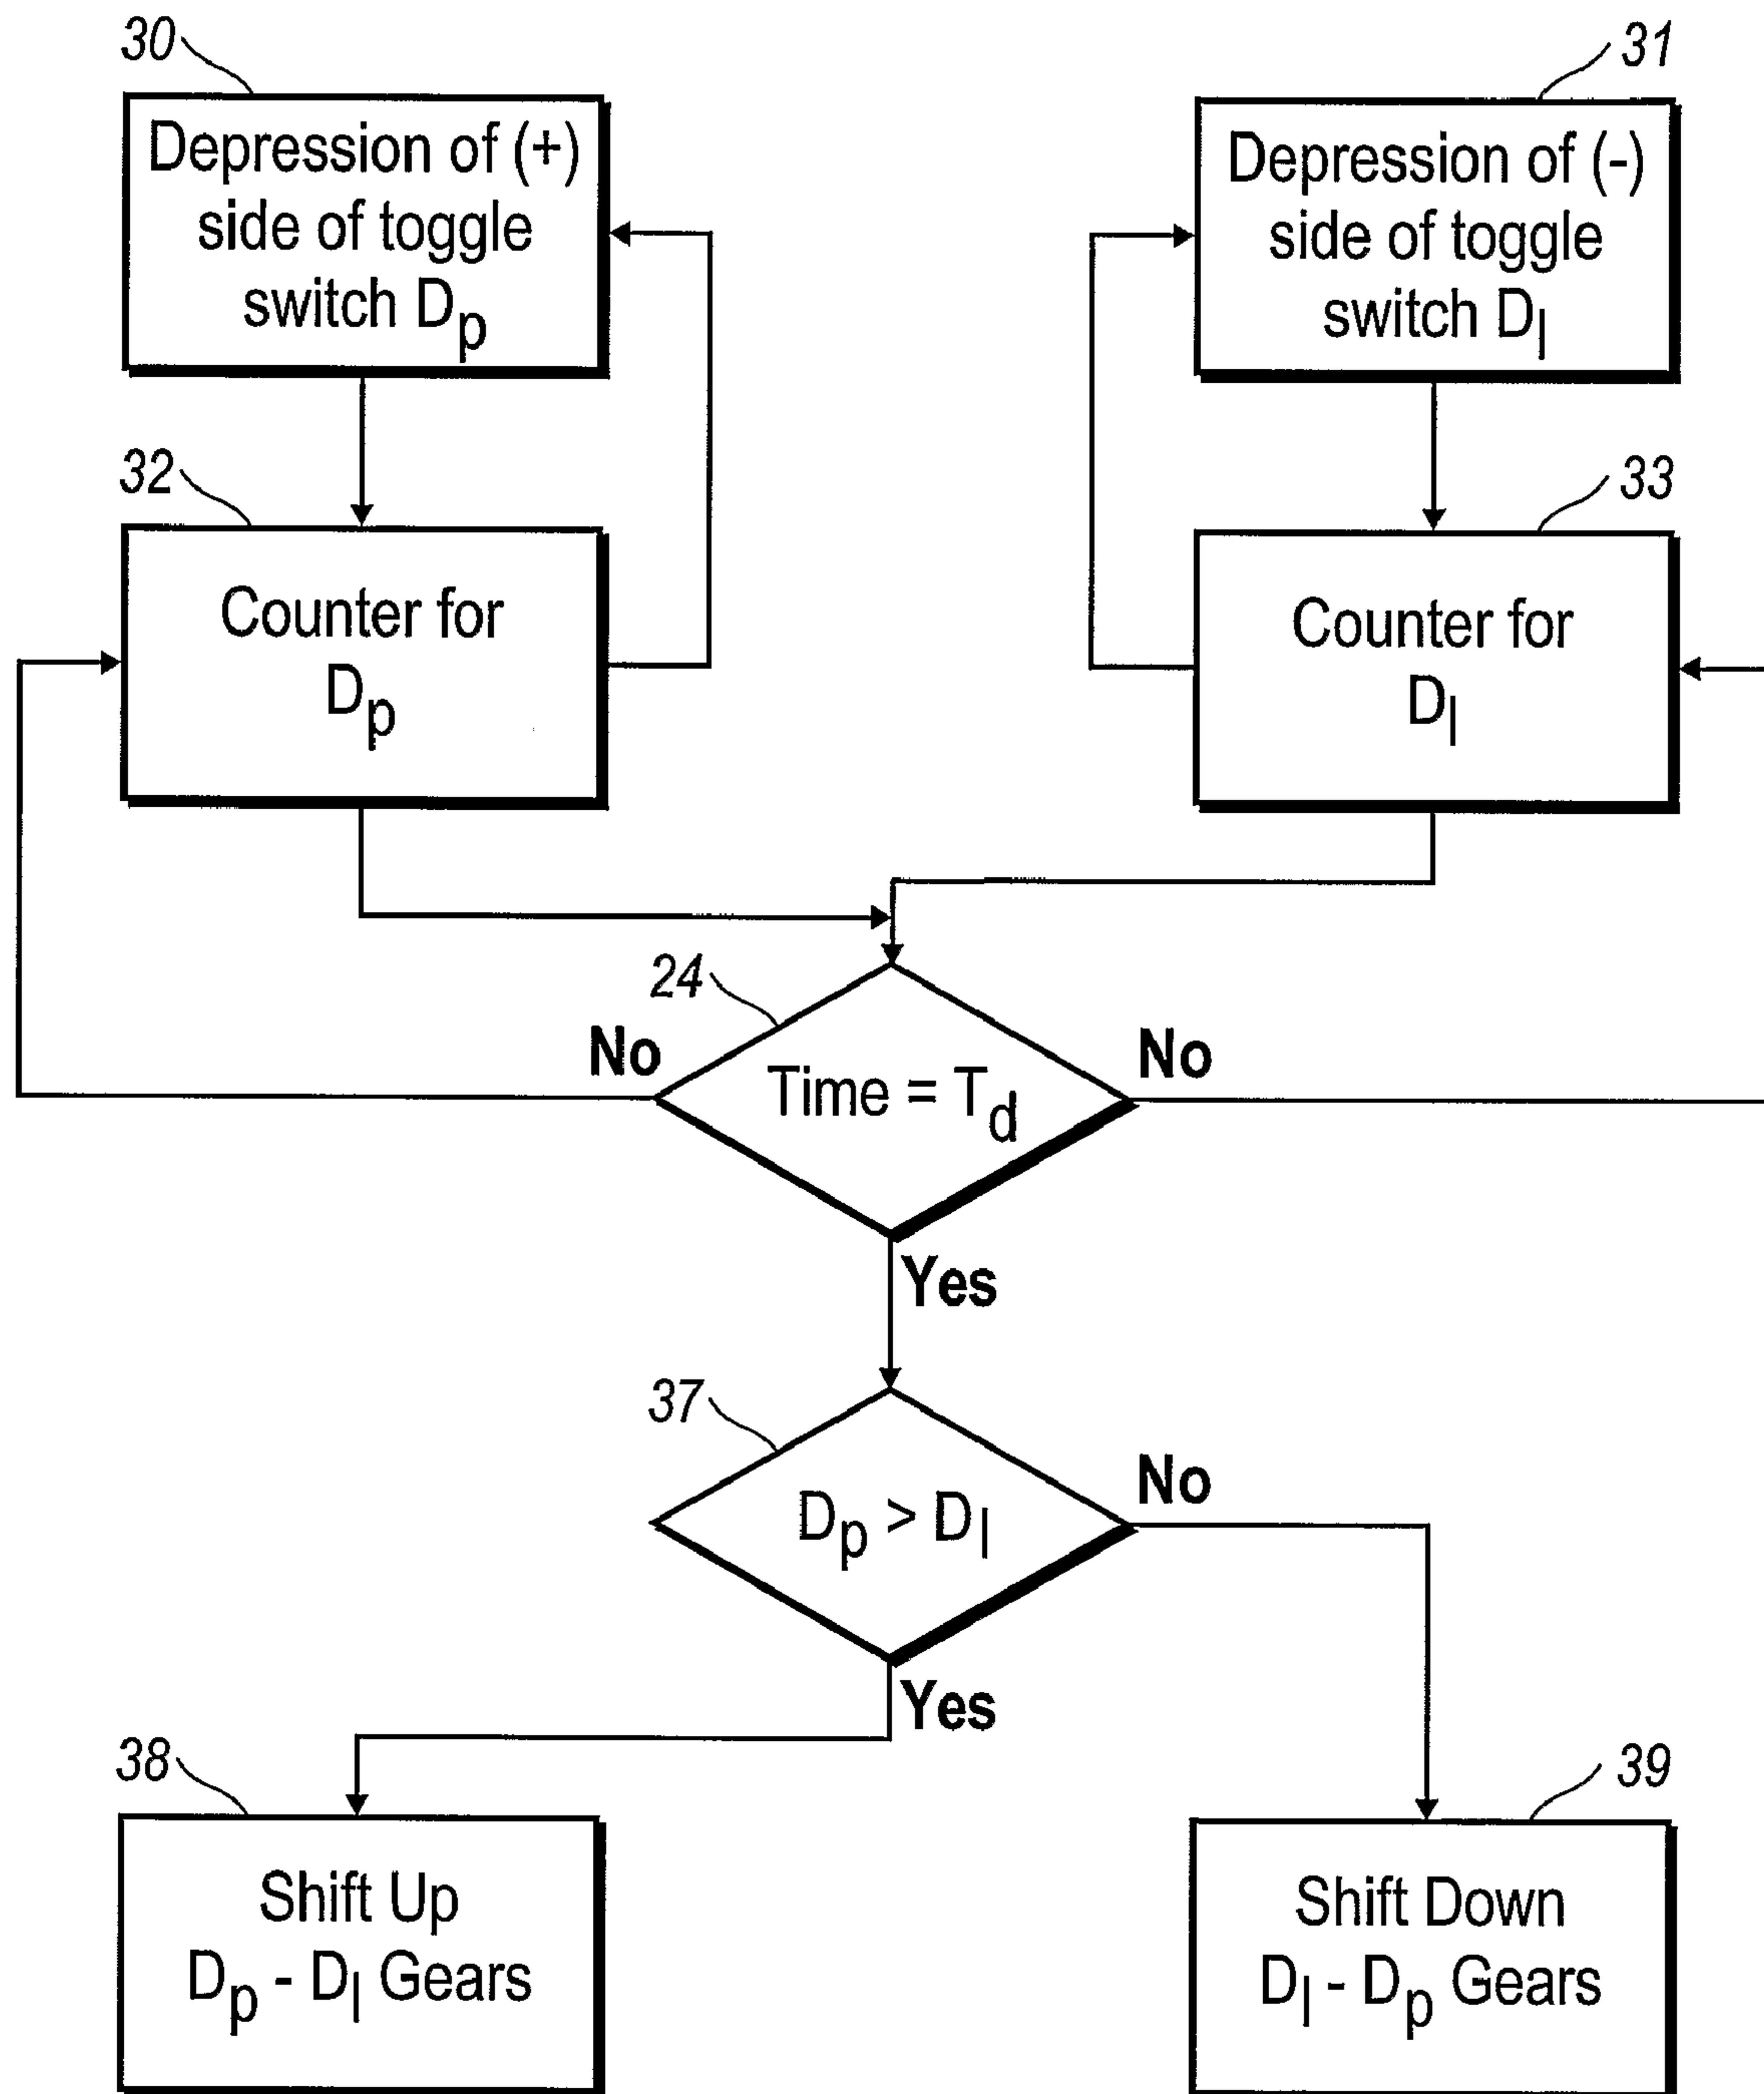 30
Depression of (+)
side of toggle
switch Dp
31
Depression of (-)
side of toggle
switch Dl
32
Counter for
Dp
33
Counter for
Dl
24
No
Time = Td
No
Yes
37
Dp > Dl
No
Yes
38
Shift Up
Dp - Dl Gears
39
Shift Down
Dl - Dp Gears